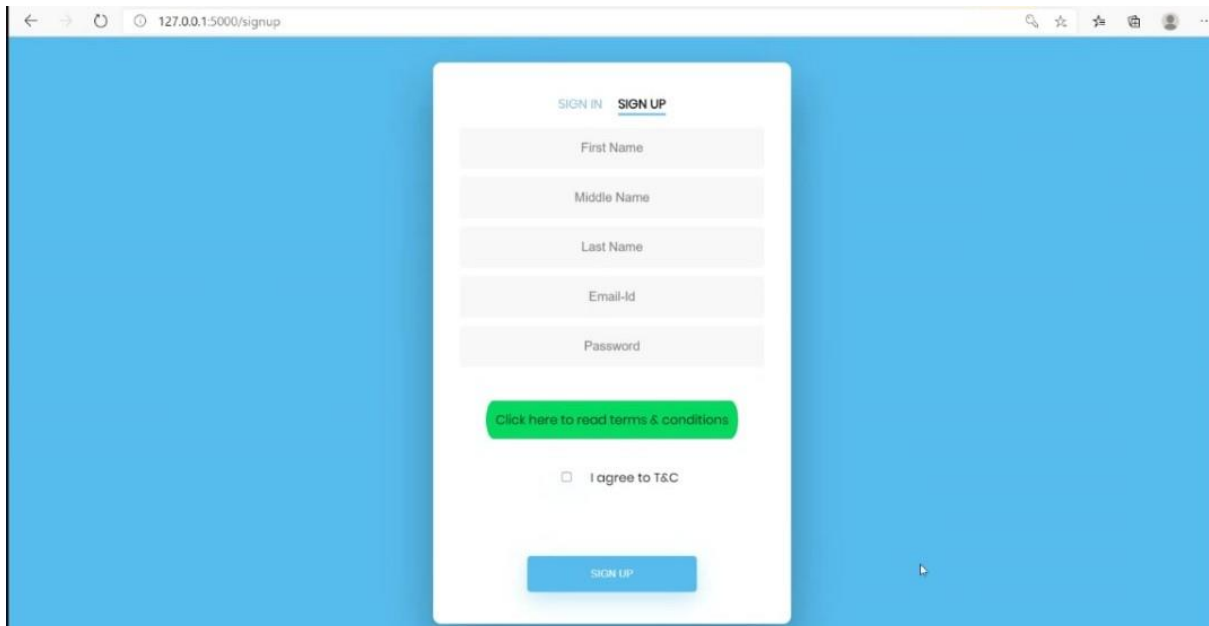 127.0.0.1:5000/signup
SIGN IN SIGN UP
First Name
Middle Name
Last Name
Email-Id
Password
Click here to read terms & conditions
I agree to T&C
SIGN UP